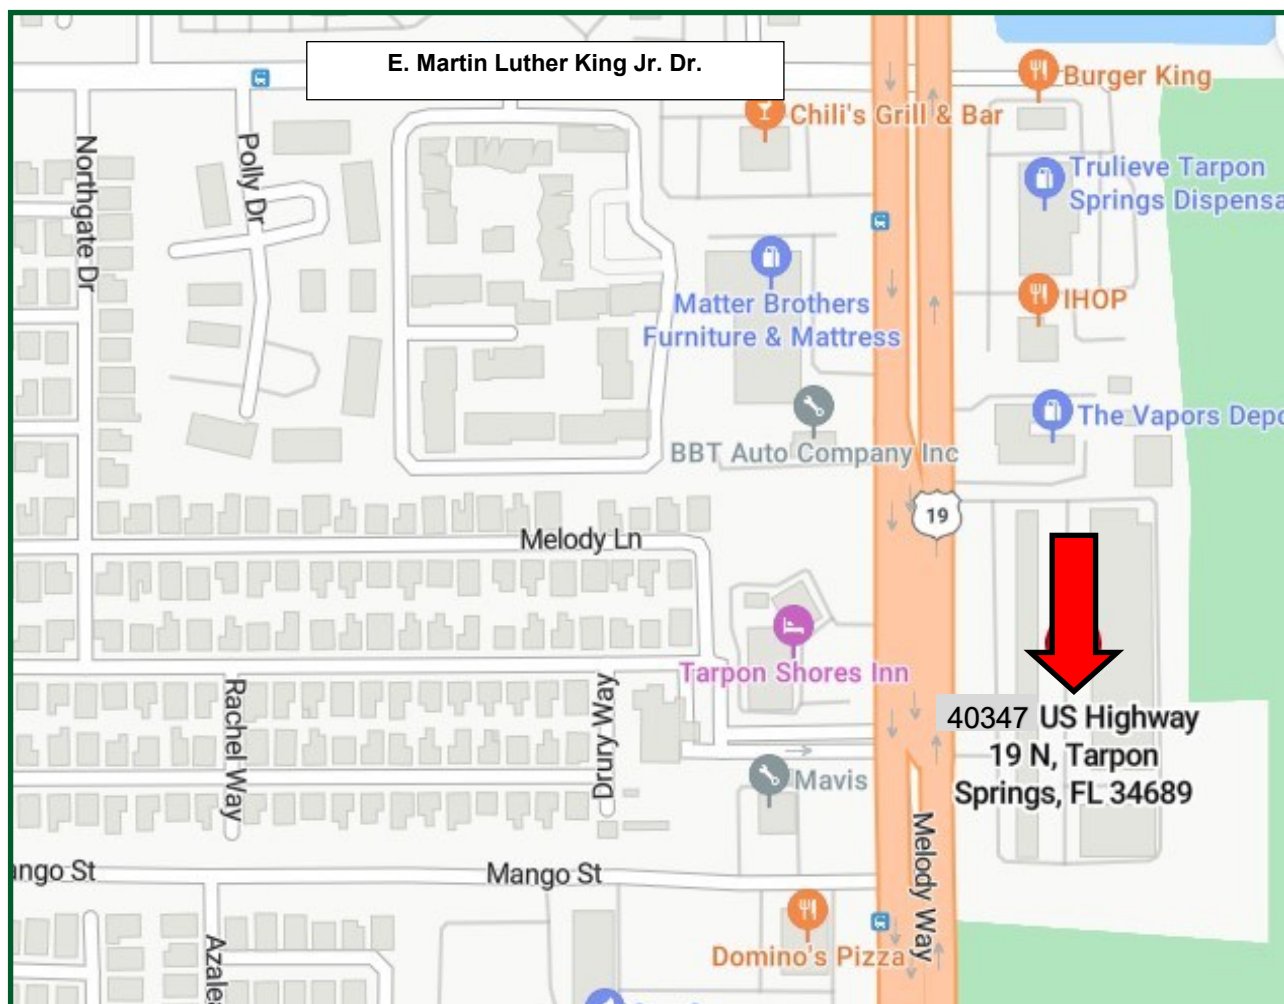 E. Martin Luther King Jr. Dr.
Burger King
Chili's Grill & Bar
Northgate Dr
Polly Dr
Trulieve Tarpon
Springs Dispensa
Matter Brothers
Furniture & Mattress
IHOP
The Vapors Depo
BBT Auto Company Inc
19
Melody Ln
Tarpon Shores Inn
Rachel Way
Drury Way
40347 US Highway
19 N, Tarpon
Springs, FL 34689
Mavis
Melody Way
ango St
Mango St
Azalea
Domino's Pizza